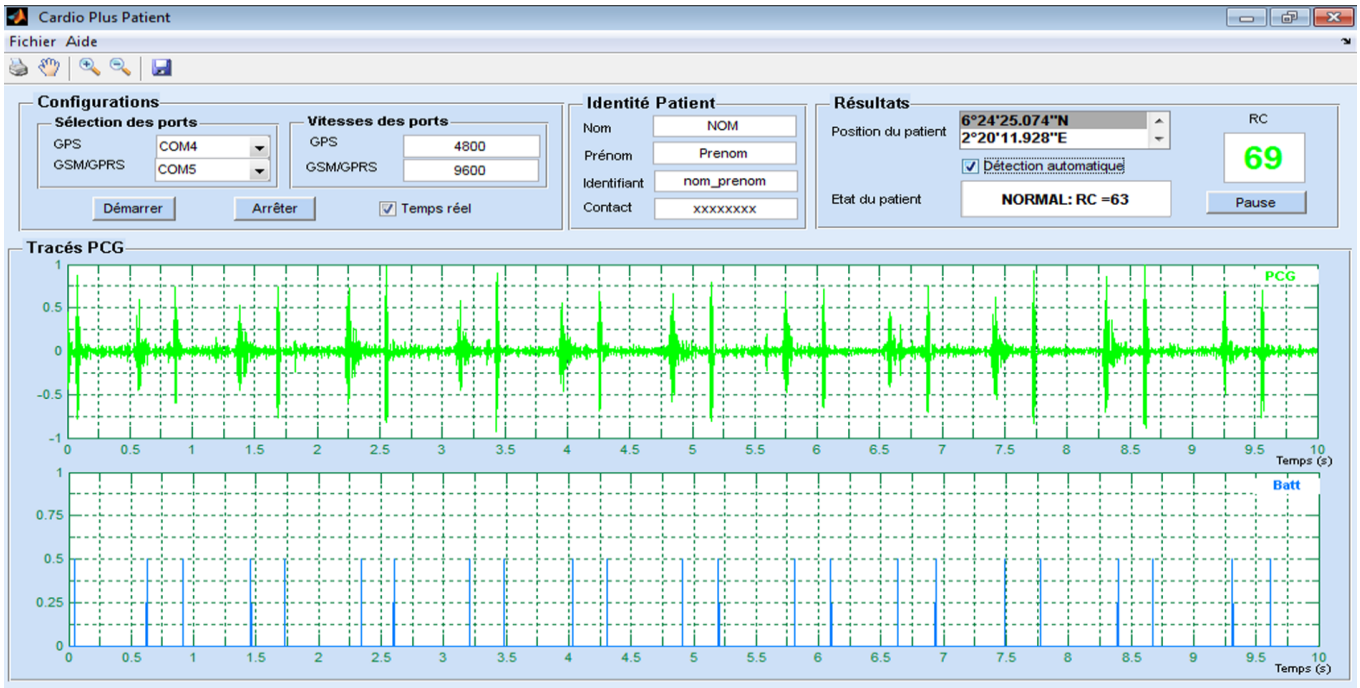 Cardio Plus Patient
Fichier Aide
Configurations
Sélection des ports
GPS COM4
GSM/GPRS COM5
Vitesses des ports
GPS 4800
GSM/GPRS 9600
Démarrer Arrêter Temps réel
Identité Patient
Nom NOM
Prénom Prenom
Identifiant nom_prenom
Contact xxxxxxxx
Résultats
Position du patient
6°24'25.074"N
2°20'11.928"E
Détection automatique
Etat du patient NORMAL: RC =63
RC
69
Pause
Tracés PCG
PCG
1
0.5
0
-0.5
-1
0 0.5 1 1.5 2 2.5 3 3.5 4 4.5 5 5.5 6 6.5 7 7.5 8 8.5 9 9.5 10
Temps (s)
Batt
1
0.75
0.5
0.25
0
0 0.5 1 1.5 2 2.5 3 3.5 4 4.5 5 5.5 6 6.5 7 7.5 8 8.5 9 9.5 10
Temps (s)